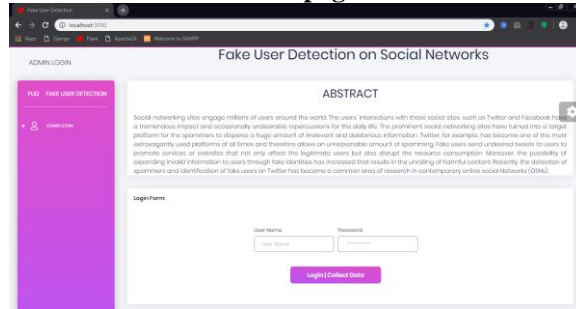 Fake User Detection
localhost:5000
Apps Django Flask Apache24 Welcome to XAMPP
ADMIN LOGIN
Fake User Detection on Social Networks
FUD FAKE USER DETECTION
ADMIN LOGIN
ABSTRACT
Social networking sites engage millions of users around the world. The users' interactions with these social sites, such as Twitter and Facebook have
a tremendous impact and occasionally undesirable repercussions for the daily life. The prominent social networking sites have turned into a target
platform for the spammers to disperse a huge amount of irrelevant and deleterious information. Twitter, for example, has become one of the most
extravagantly used platforms of all times and therefore allows an unreasonable amount of spamming. Fake users send undesired tweets to users to
promote services or websites that not only affect the legitimate users but also disrupt the resource consumption. Moreover, the possibility of
expanding invalid information to users through fake identities has increased that results in the unrolling of harmful content. Recently, the detection of
spammers and identification of fake users on Twitter has become a common area of research in contemporary online social Networks (OSNs).
Login Form:
User Name Password
User Name
Login | Collect Data